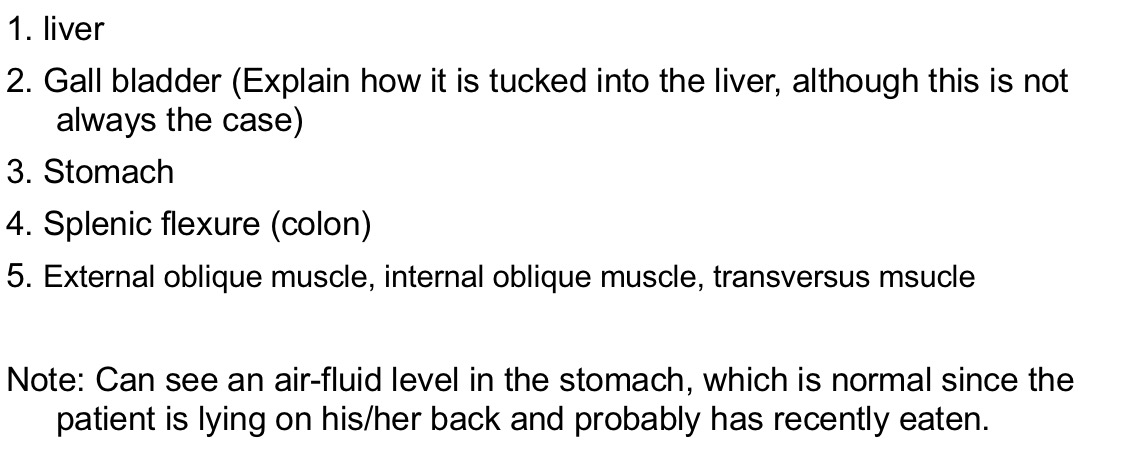 1. liver
2. Gall bladder (Explain how it is tucked into the liver, although this is not
always the case)
3. Stomach
4. Splenic flexure (colon)
5. External oblique muscle, internal oblique muscle, transversus msucle
Note: Can see an air-fluid level in the stomach, which is normal since the
patient is lying on his/her back and probably has recently eaten.